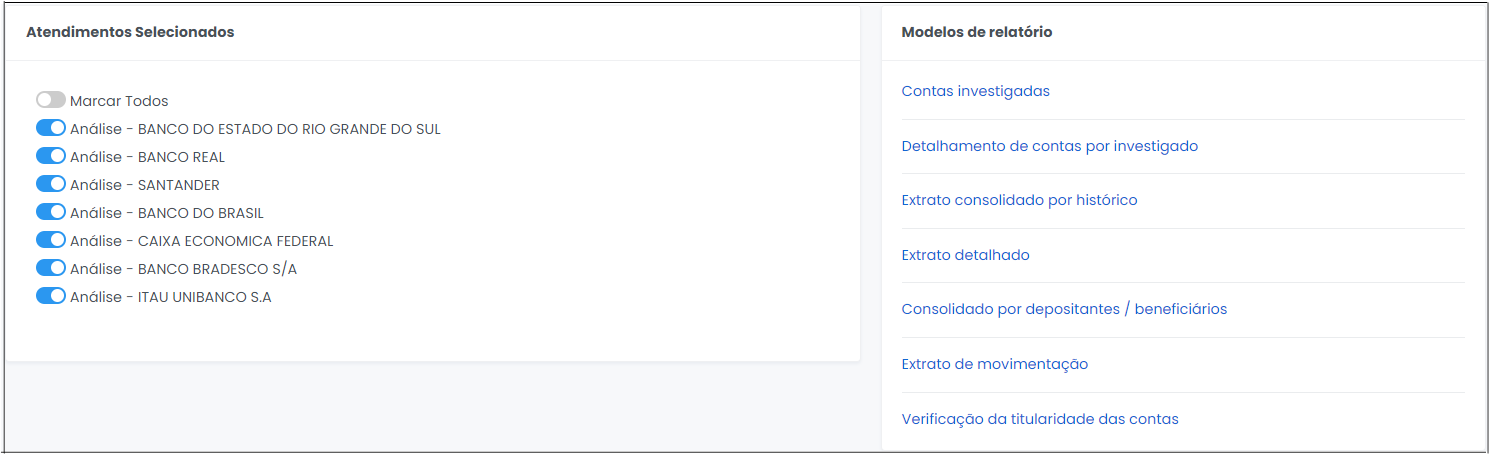 Atendimentos Selecionados
Marcar Todos
Análise - BANCO DO ESTADO DO RIO GRANDE DO SUL
Análise - BANCO REAL
Análise - SANTANDER
Análise - BANCO DO BRASIL
Análise - CAIXA ECONOMICA FEDERAL
Análise - BANCO BRADESCO S/A
Análise - ITAU UNIBANCO S.A
Modelos de relatório
Contas investigadas
Detalhamento de contas por investigado
Extrato consolidado por histórico
Extrato detalhado
Consolidado por depositantes / beneficiários
Extrato de movimentação
Verificação da titularidade das contas